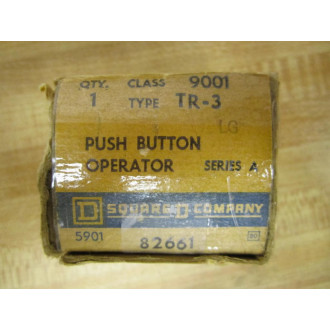 QTY. CLASS 9001
1 TYPE TR-3
LG
PUSH BUTTON
OPERATOR SERIES A
D SQUARE D COMPANY
5901 82661